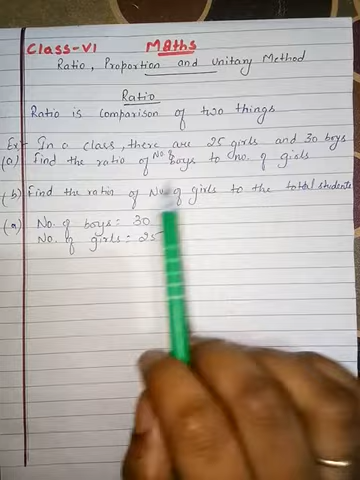 Class-VI Maths
Ratio, Proportion and Unitary Method
Ratio
Ratio is comparison of two things
Ex:- In a class, there are 25 girls and 30 boys
(a) Find the ratio of No. of boys to no. of girls
(b) Find the ratio of No. of girls to the total students
(a) No. of boys = 30
No. of girls = 25